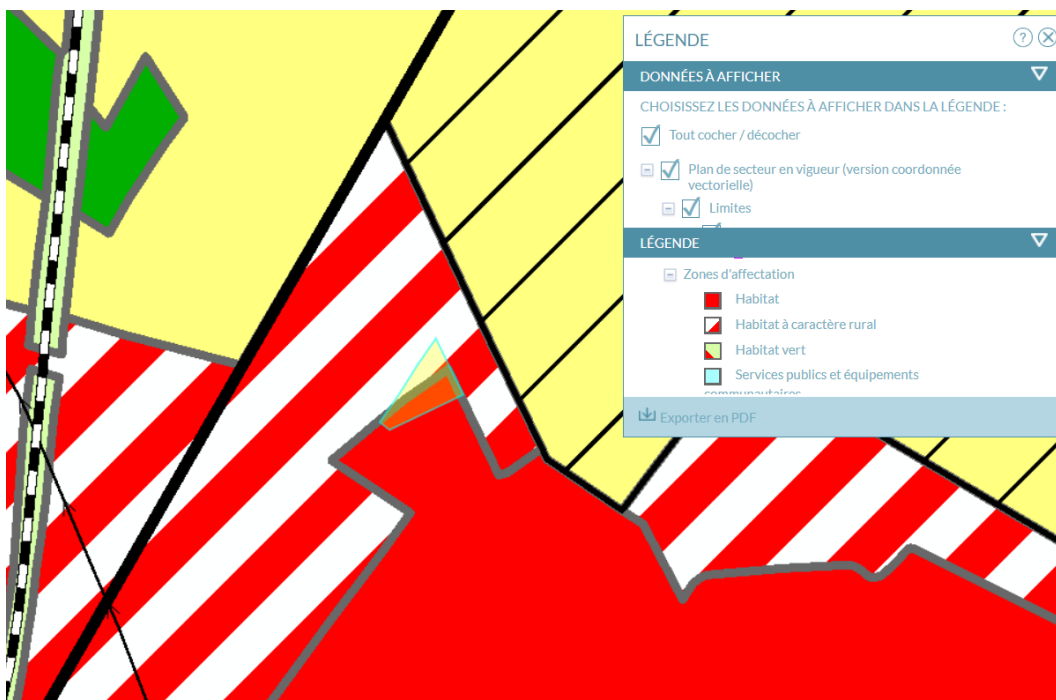 LÉGENDE
DONNÉES À AFFICHER
CHOISISSEZ LES DONNÉES À AFFICHER DANS LA LÉGENDE :
Tout cocher / décocher
Plan de secteur en vigueur (version coordonnée
vectorielle)
Limites
LÉGENDE
Zones d'affectation
Habitat
Habitat à caractère rural
Habitat vert
Services publics et équipements
communautaires
Exporter en PDF